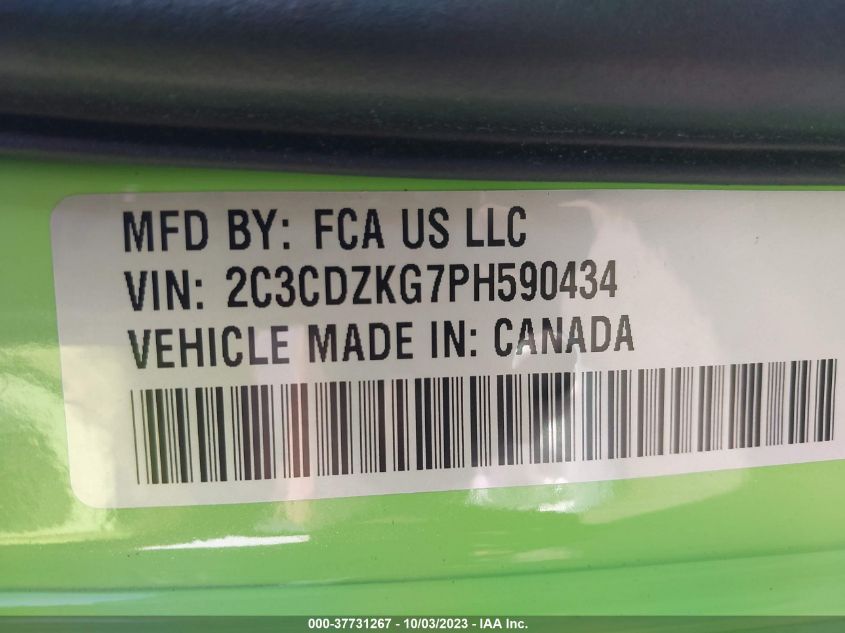 MFD BY: FCA US LLC
VIN: 2C3CDZKG7PH590434
VEHICLE MADE IN: CANADA
000-37731267 - 10/03/2023 - IAA Inc.